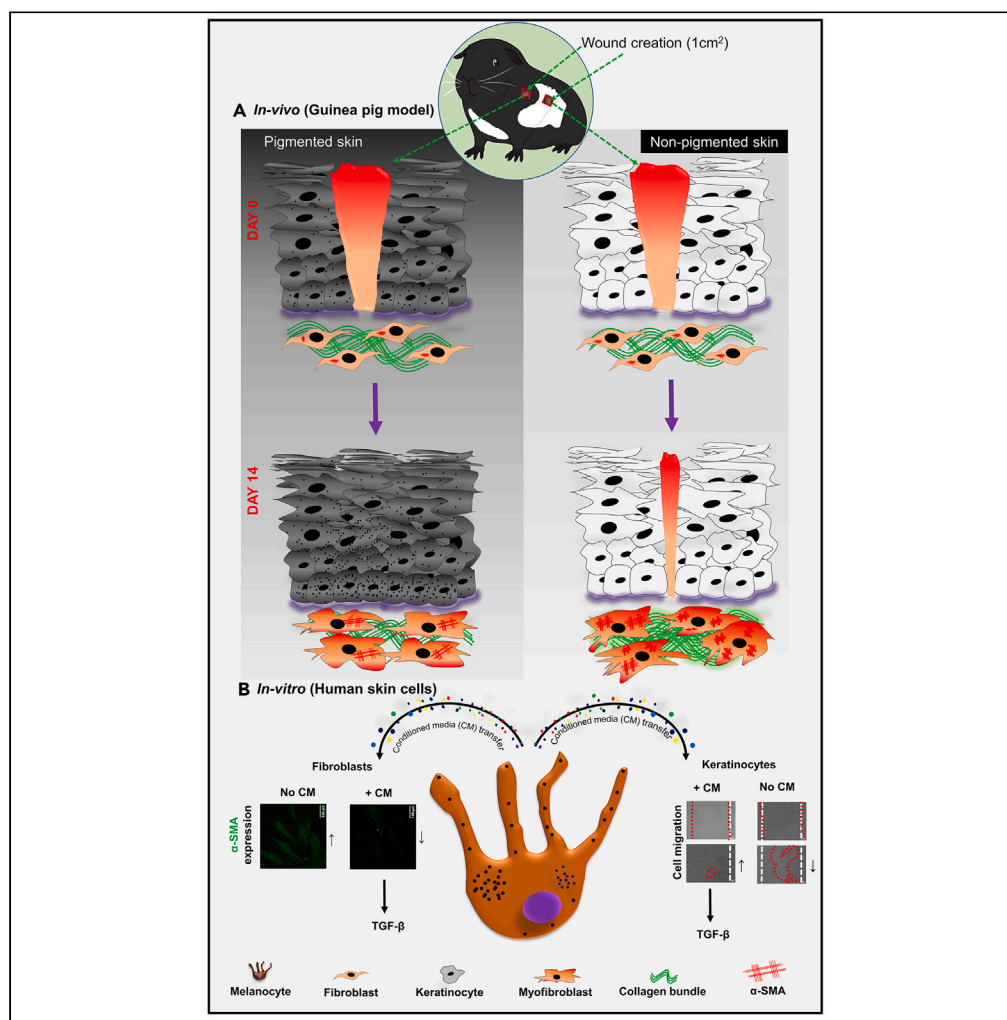 Wound creation (1cm²)
A In-vivo (Guinea pig model)
Pigmented skin
Non-pigmented skin
DAY 0
DAY 14
B In-vitro (Human skin cells)
Conditioned media (CM) transfer
Conditioned media (CM) transfer
Fibroblasts
Keratinocytes
No CM
+ CM
+ CM
No CM
α-SMA
expression
↑
↓
Cell migration
↑
↓
TGF-β
TGF-β
Melanocyte
Fibroblast
Keratinocyte
Myofibroblast
Collagen bundle
α-SMA